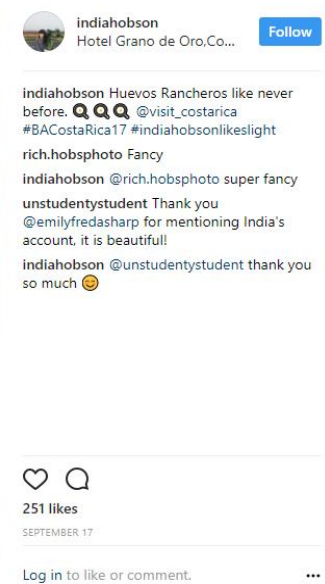 indiahobson
Hotel Grano de Oro,Co...
Follow
indiahobson Huevos Rancheros like never
before. 🍳🍳🍳 @visit_costarica
#BACostaRica17 #indiahobsonlikeslight
rich.hobsphoto Fancy
indiahobson @rich.hobsphoto super fancy
unstudentystudent Thank you
@emilyfredasharp for mentioning India's
account, it is beautiful!
indiahobson @unstudentystudent thank you
so much 😊
251 likes
SEPTEMBER 17
Log in to like or comment.
...